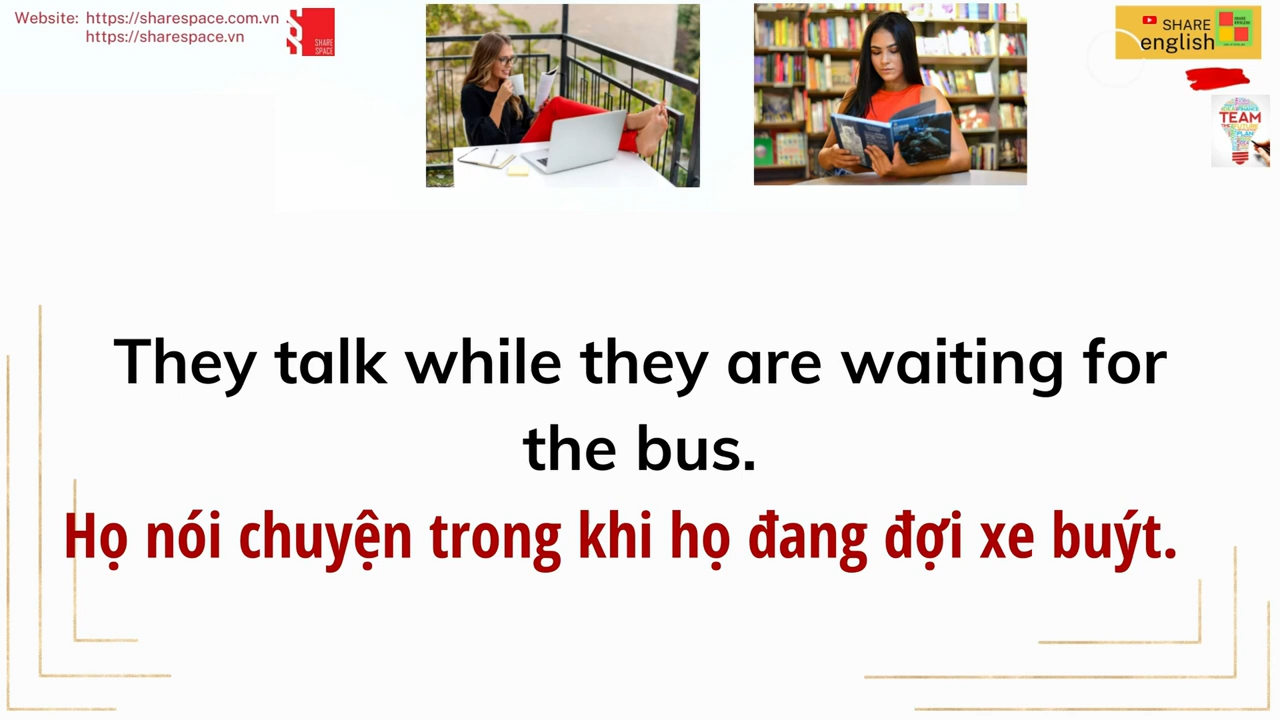 Website: https://sharespace.com.vn
https://sharespace.vn
SHARE
SPACE
SHARE
english
TEAM
They talk while they are waiting for
the bus.
Họ nói chuyện trong khi họ đang đợi xe buýt.